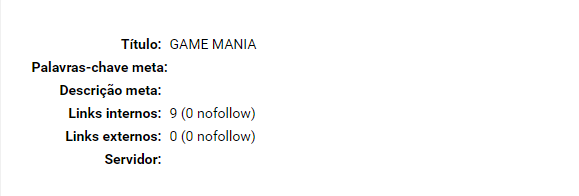 Título: GAME MANIA
Palavras-chave meta:
Descrição meta:
Links internos: 9 (0 nofollow)
Links externos: 0 (0 nofollow)
Servidor: